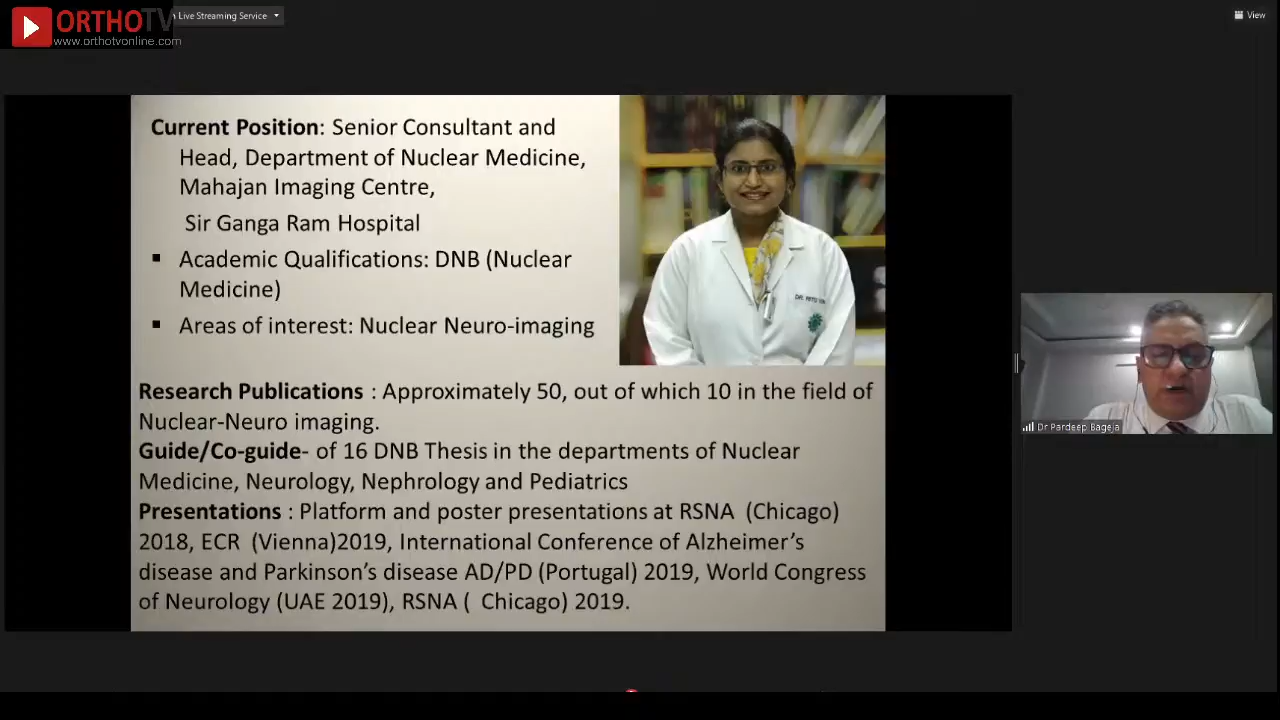 ORTHOTV
Live Streaming Service
View
www.orthotvonline.com
Current Position: Senior Consultant and
Head, Department of Nuclear Medicine,
Mahajan Imaging Centre,
Sir Ganga Ram Hospital
▪ Academic Qualifications: DNB (Nuclear
Medicine)
▪ Areas of interest: Nuclear Neuro-imaging
DR. RITU
Research Publications : Approximately 50, out of which 10 in the field of
Nuclear-Neuro imaging.
Guide/Co-guide- of 16 DNB Thesis in the departments of Nuclear
Medicine, Neurology, Nephrology and Pediatrics
Presentations : Platform and poster presentations at RSNA (Chicago)
2018, ECR (Vienna)2019, International Conference of Alzheimer’s
disease and Parkinson’s disease AD/PD (Portugal) 2019, World Congress
of Neurology (UAE 2019), RSNA ( Chicago) 2019.
Dr Pardeep Bageja